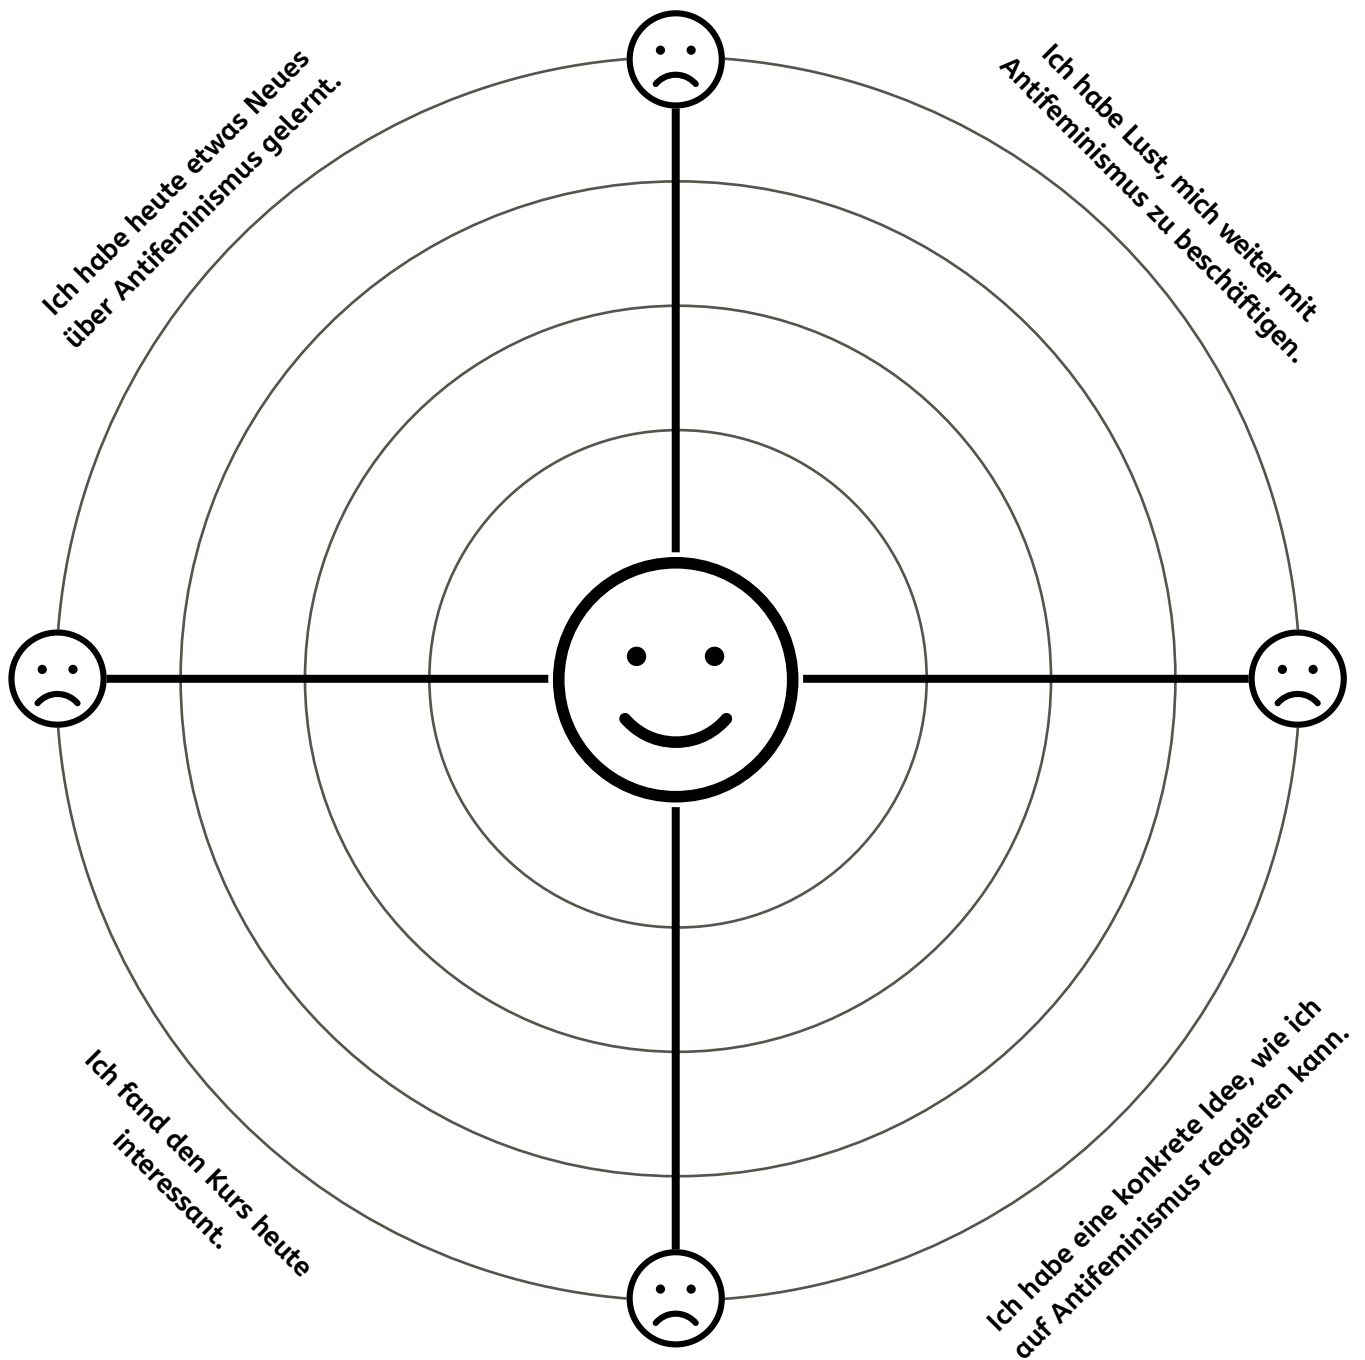 Ich habe heute etwas Neues
über Antifeminismus gelernt.
Ich habe Lust, mich weiter mit
Antifeminismus zu beschäftigen.
Ich fand den Kurs heute
interessant.
Ich habe eine konkrete Idee, wie ich
auf Antifeminismus reagieren kann.